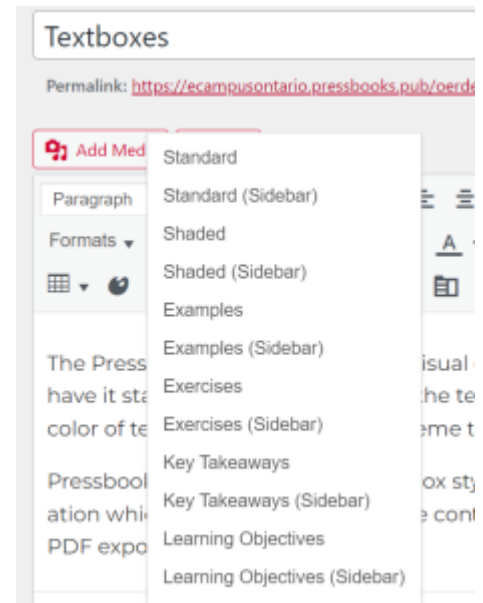 Textboxes
Permalink: https://ecampusontario.pressbooks.pub/oerde
Add Med
Standard
Paragraph
Standard (Sidebar)
Formats
Shaded
A
Shaded (Sidebar)
Examples
Examples (Sidebar)
The Press
isual
Exercises
have it sta
the te
Exercises (Sidebar)
color of te
eme t
Key Takeaways
Pressbool
ox sty
Key Takeaways (Sidebar)
ation whi
e cont
Learning Objectives
PDF expo
Learning Objectives (Sidebar)